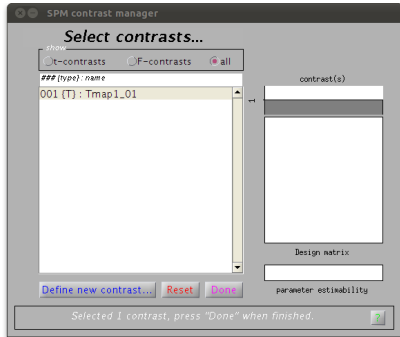 SPM contrast manager
Select contrasts...
show
t-contrasts F-contrasts all
### {type} : name
001 {T} : Tmap1_01
contrast(s)
1
Design matrix
Define new contrast... Reset Done
parameter estimability
Selected 1 contrast, press "Done" when finished.
?